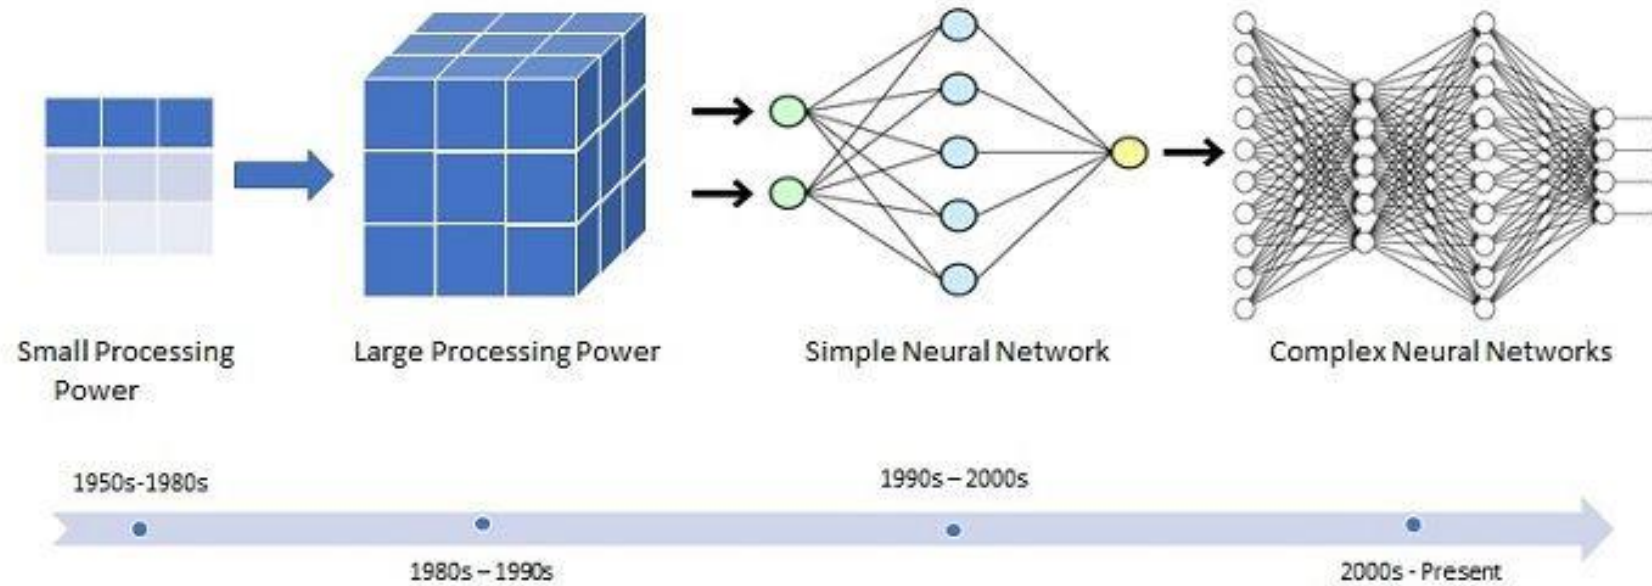 Small Processing
Power
Large Processing Power
Simple Neural Network
Complex Neural Networks
1950s-1980s
1980s – 1990s
1990s – 2000s
2000s - Present